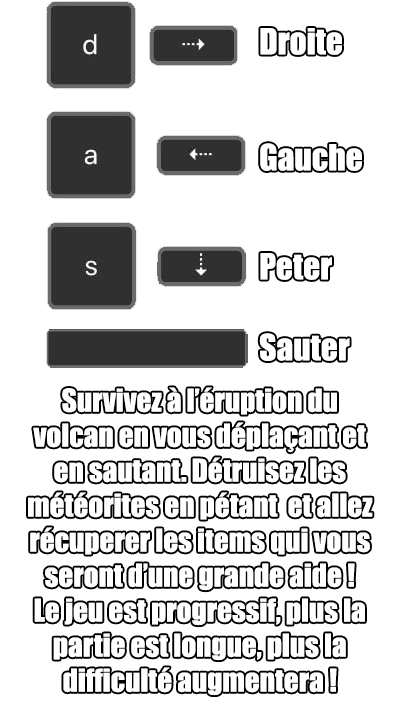 d Droite
a Gauche
s Peter
Sauter
Survivez à l'éruption du
volcan en vous déplaçant et
en sautant. Détruisez les
météorites en pétant et allez
récuperer les items qui vous
seront d'une grande aide !
Le jeu est progressif, plus la
partie est longue, plus la
difficulté augmentera !